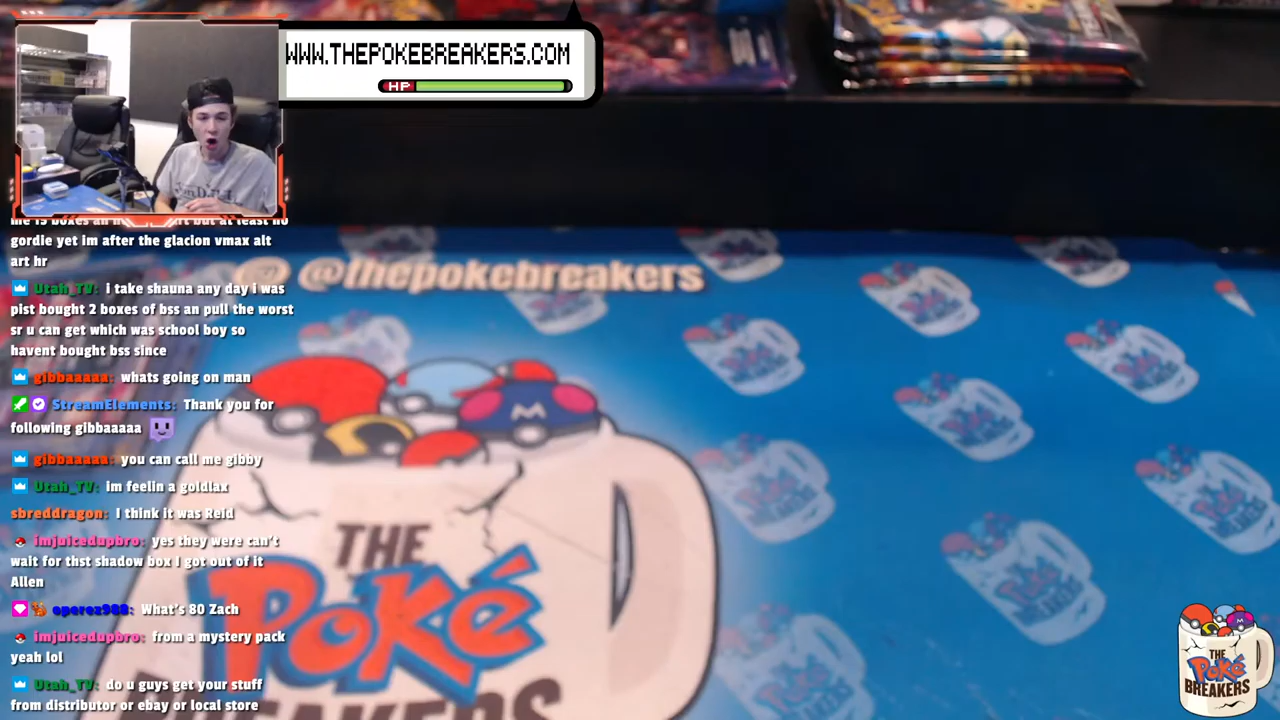 WWW.THEPOKEBREAKERS.COM
HP
@ @thepokebreakers
gordie yet im after the glacion vmax alt
art hr
Utah_TV: i take shauna any day i was
pist bought 2 boxes of bss an pull the worst
sr u can get which was school boy so
havent bought bss since
gibbaaaaa: whats going on man
StreamElements: Thank you for
following gibbaaaaa
gibbaaaaa: you can call me gibby
Utah_TV: im feelin a goldlax
sbreddragon: I think it was Reid
imjuicedupbro: yes they were can't
wait for thst shadow box I got out of it
Allen
operez988: What's 80 Zach
imjuicedupbro: from a mystery pack
yeah lol
Utah_TV: do u guys get your stuff
from distributor or ebay or local store
M
THE
Poké
BREAKERS
THE
Poké
BREAKERS